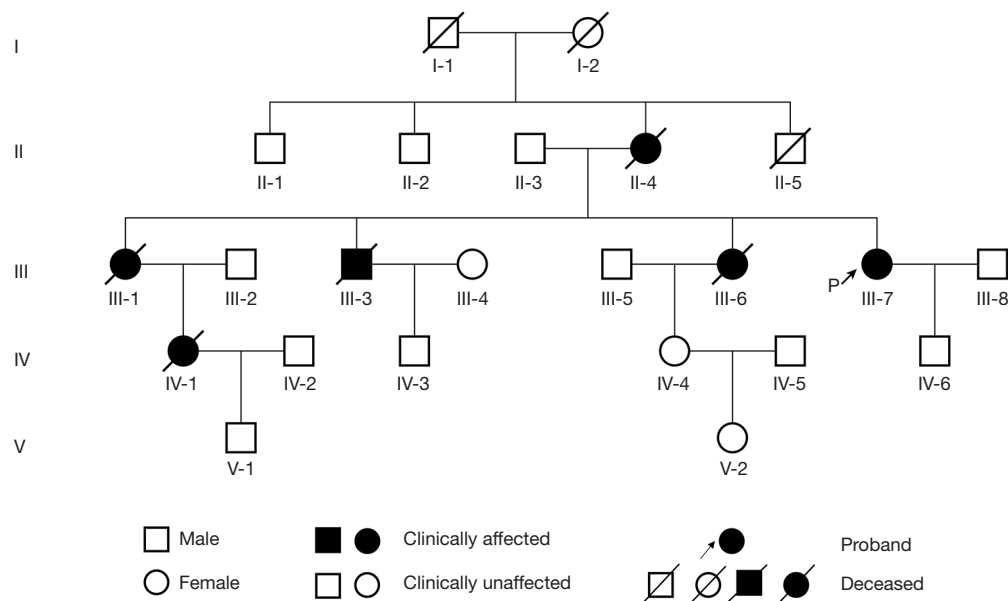 I
I-1 I-2
II
II-1 II-2 II-3 II-4 II-5
III
P
III-1 III-2 III-3 III-4 III-5 III-6 III-7 III-8
IV
IV-1 IV-2 IV-3 IV-4 IV-5 IV-6
V
V-1 V-2
Male Clinically affected Proband
Female Clinically unaffected Deceased